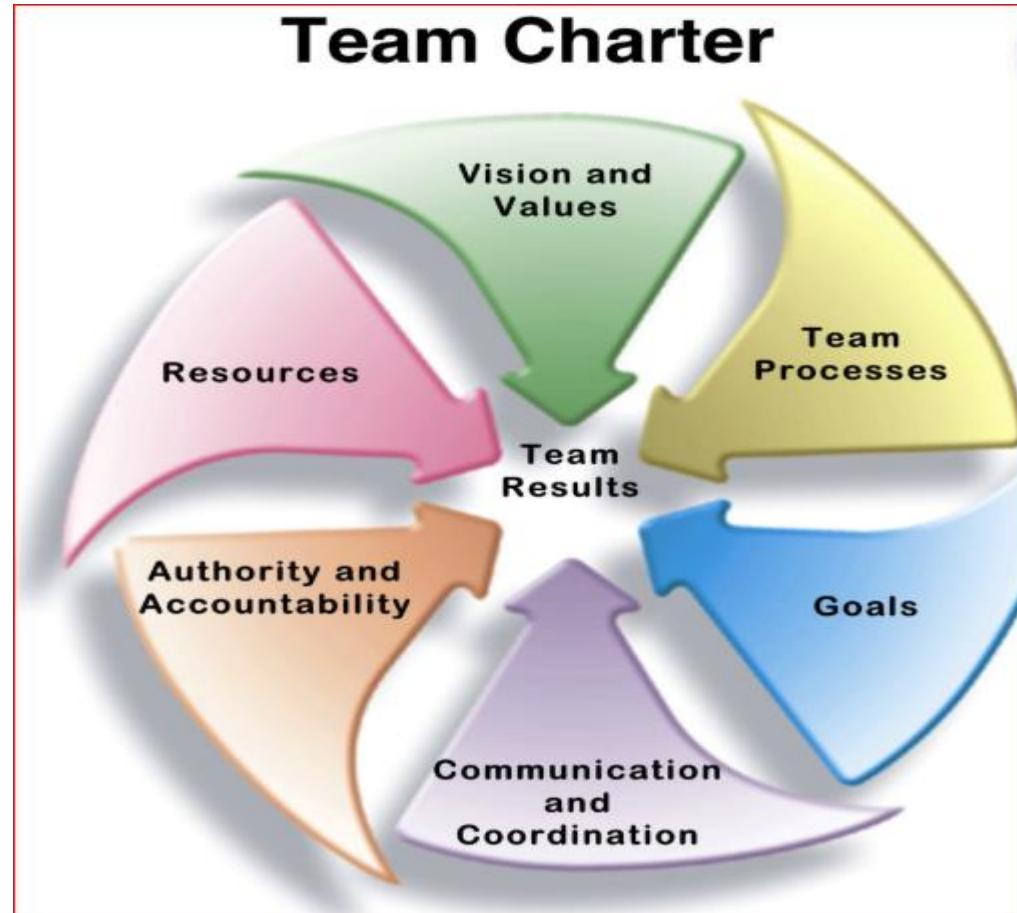 Team Charter
Vision and
Values
Team
Processes
Resources
Team
Results
Authority and
Accountability
Goals
Communication
and
Coordination